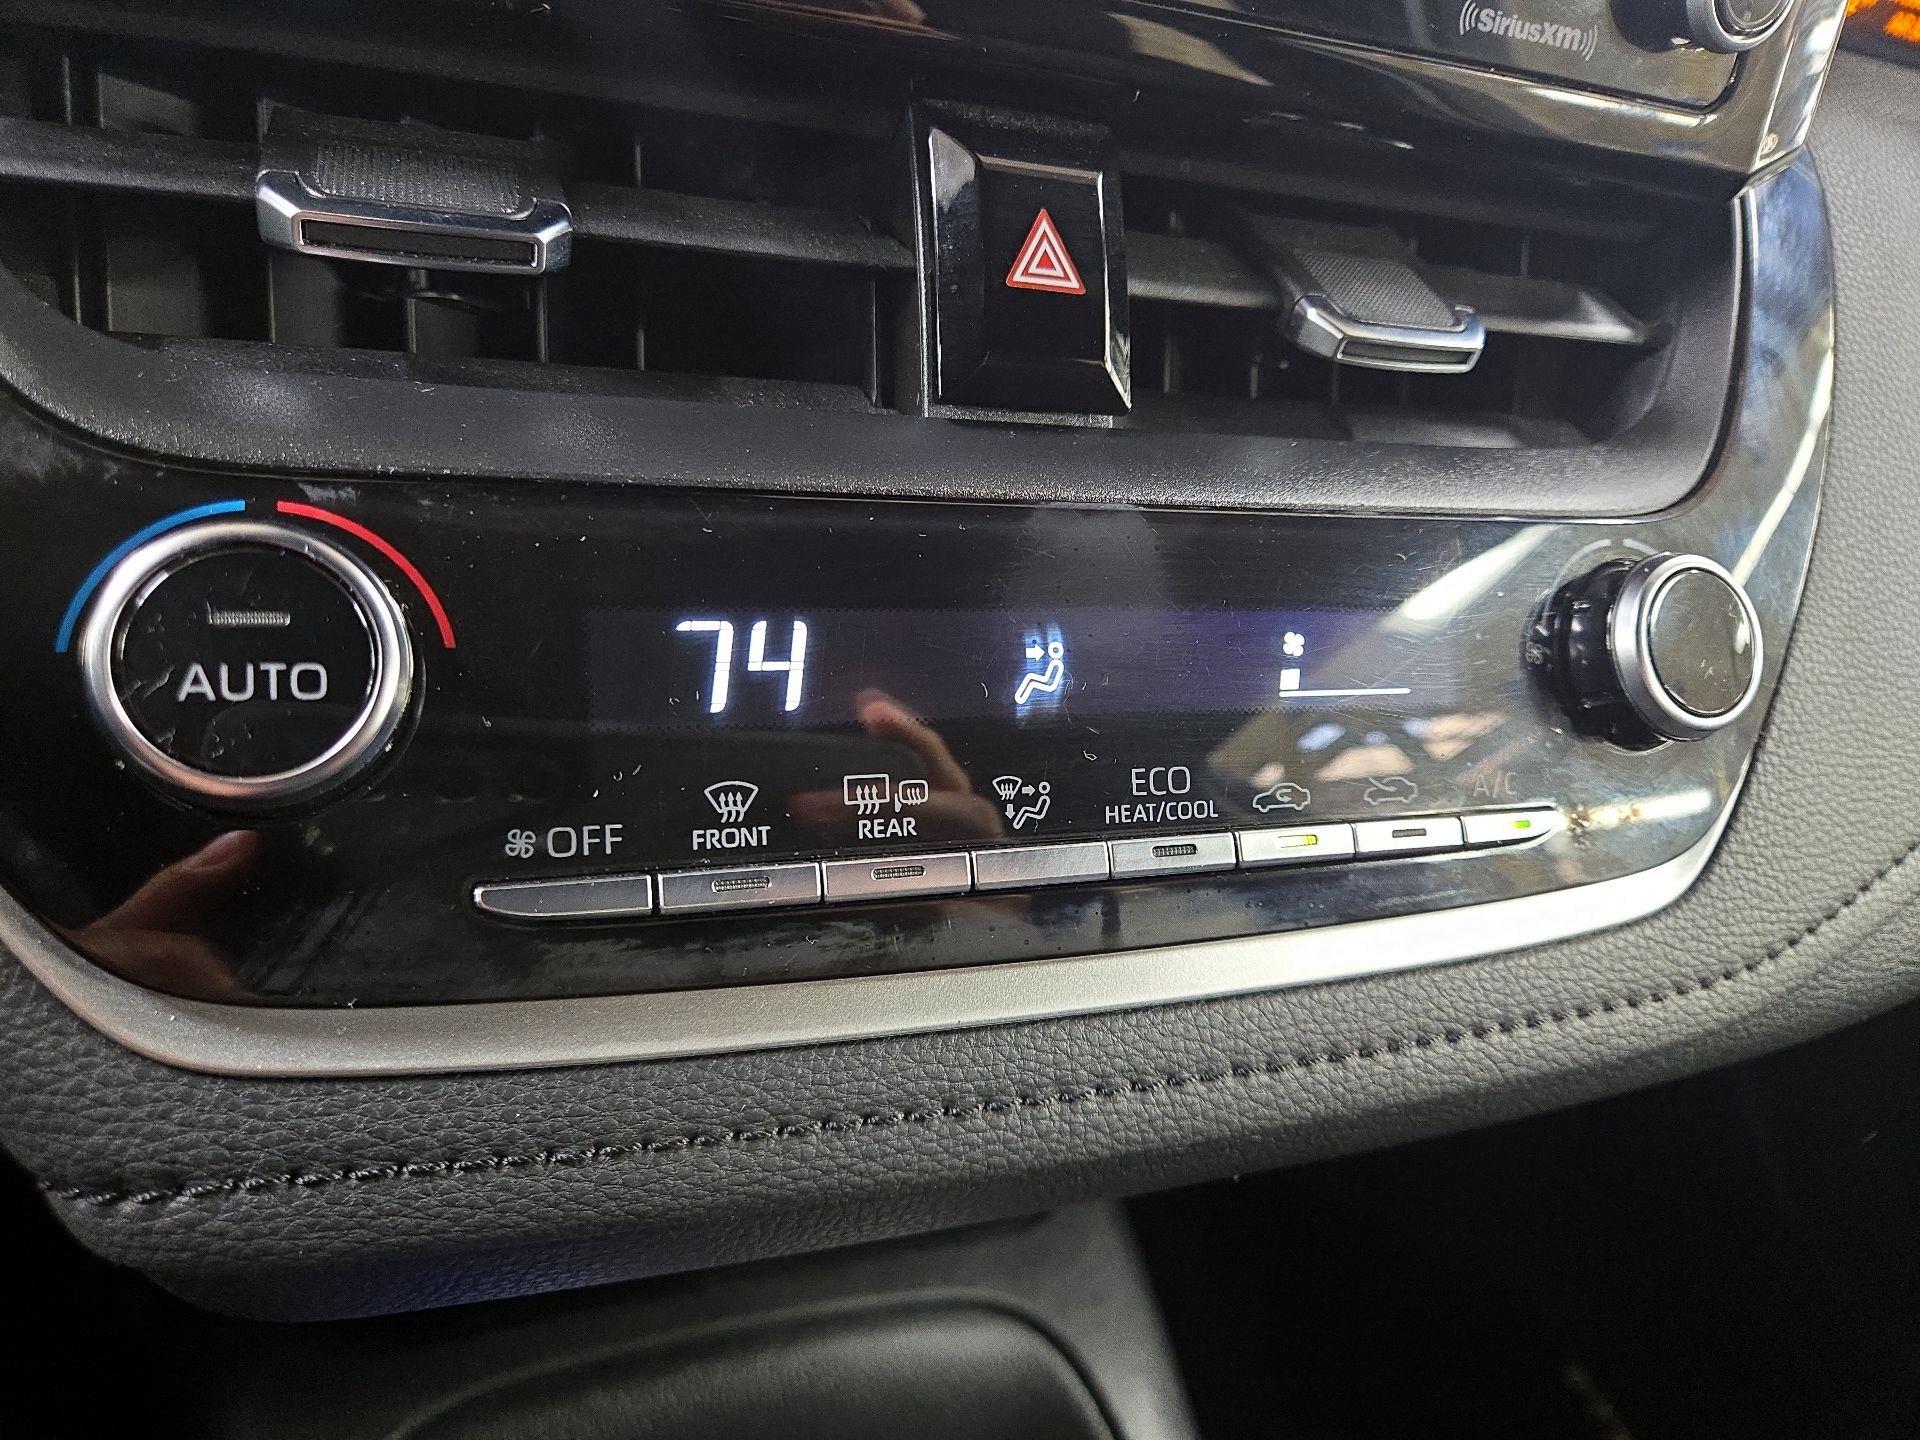 SiriusXM
AUTO
74
OFF
FRONT
REAR
ECO
HEAT/COOL
A/C